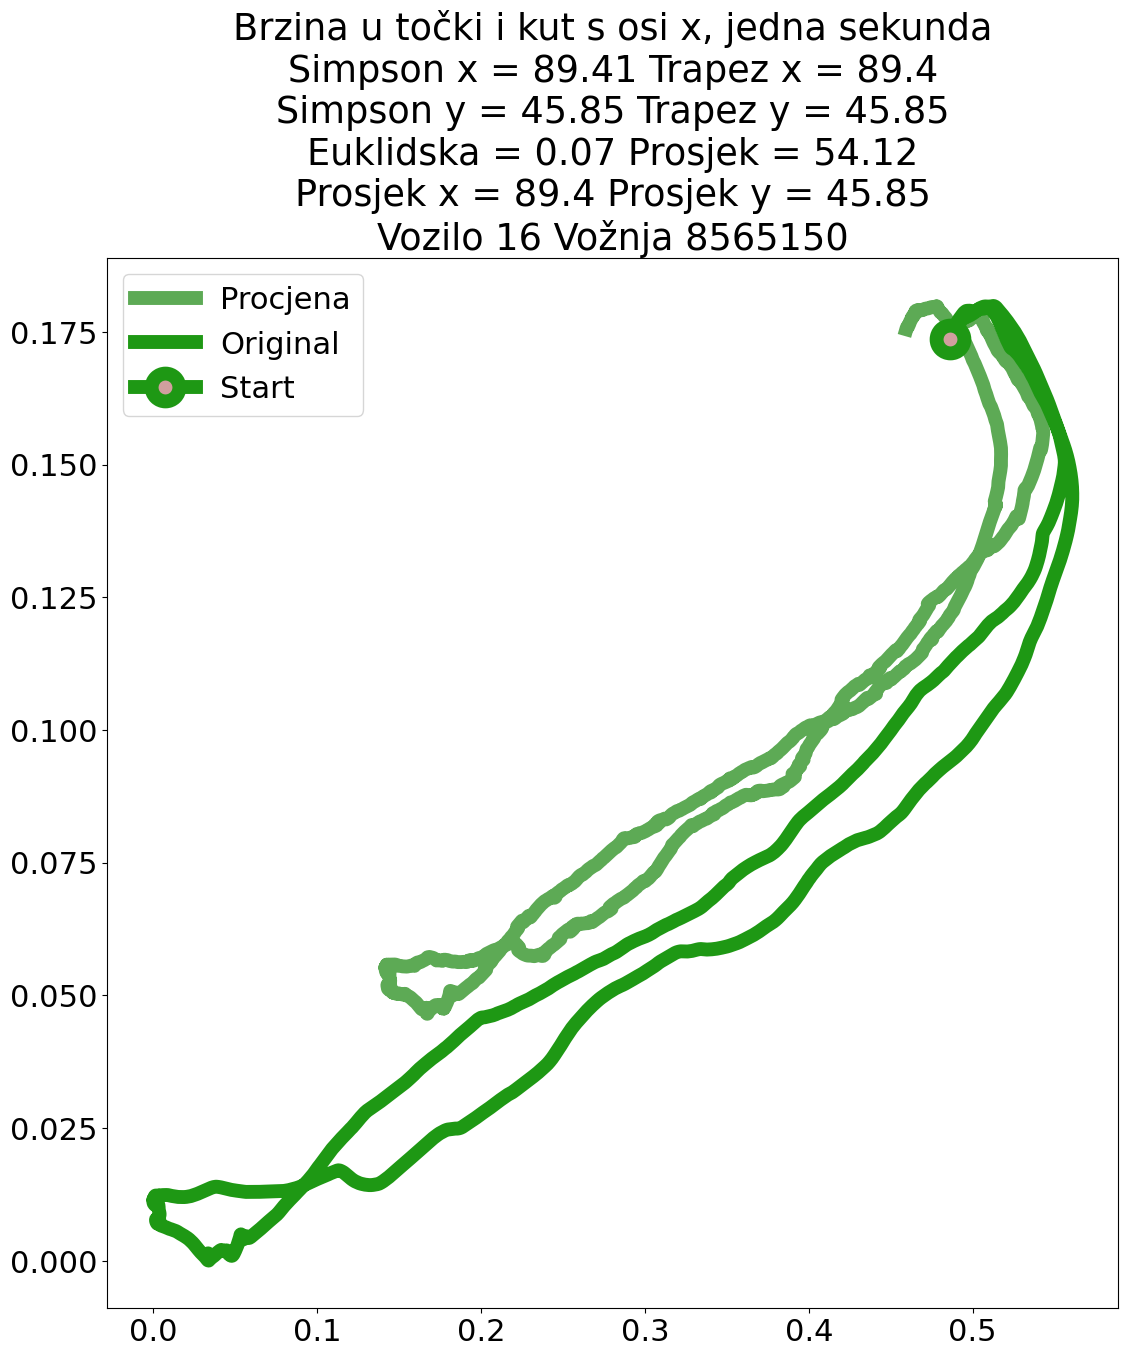 Brzina u točki i kut s osi x, jedna sekunda
Simpson x = 89.41 Trapez x = 89.4
Simpson y = 45.85 Trapez y = 45.85
Euklidska = 0.07 Prosjek = 54.12
Prosjek x = 89.4 Prosjek y = 45.85
Vozilo 16 Vožnja 8565150
Procjena
Original
Start
0.175
0.150
0.125
0.100
0.075
0.050
0.025
0.000
0.0 0.1 0.2 0.3 0.4 0.5